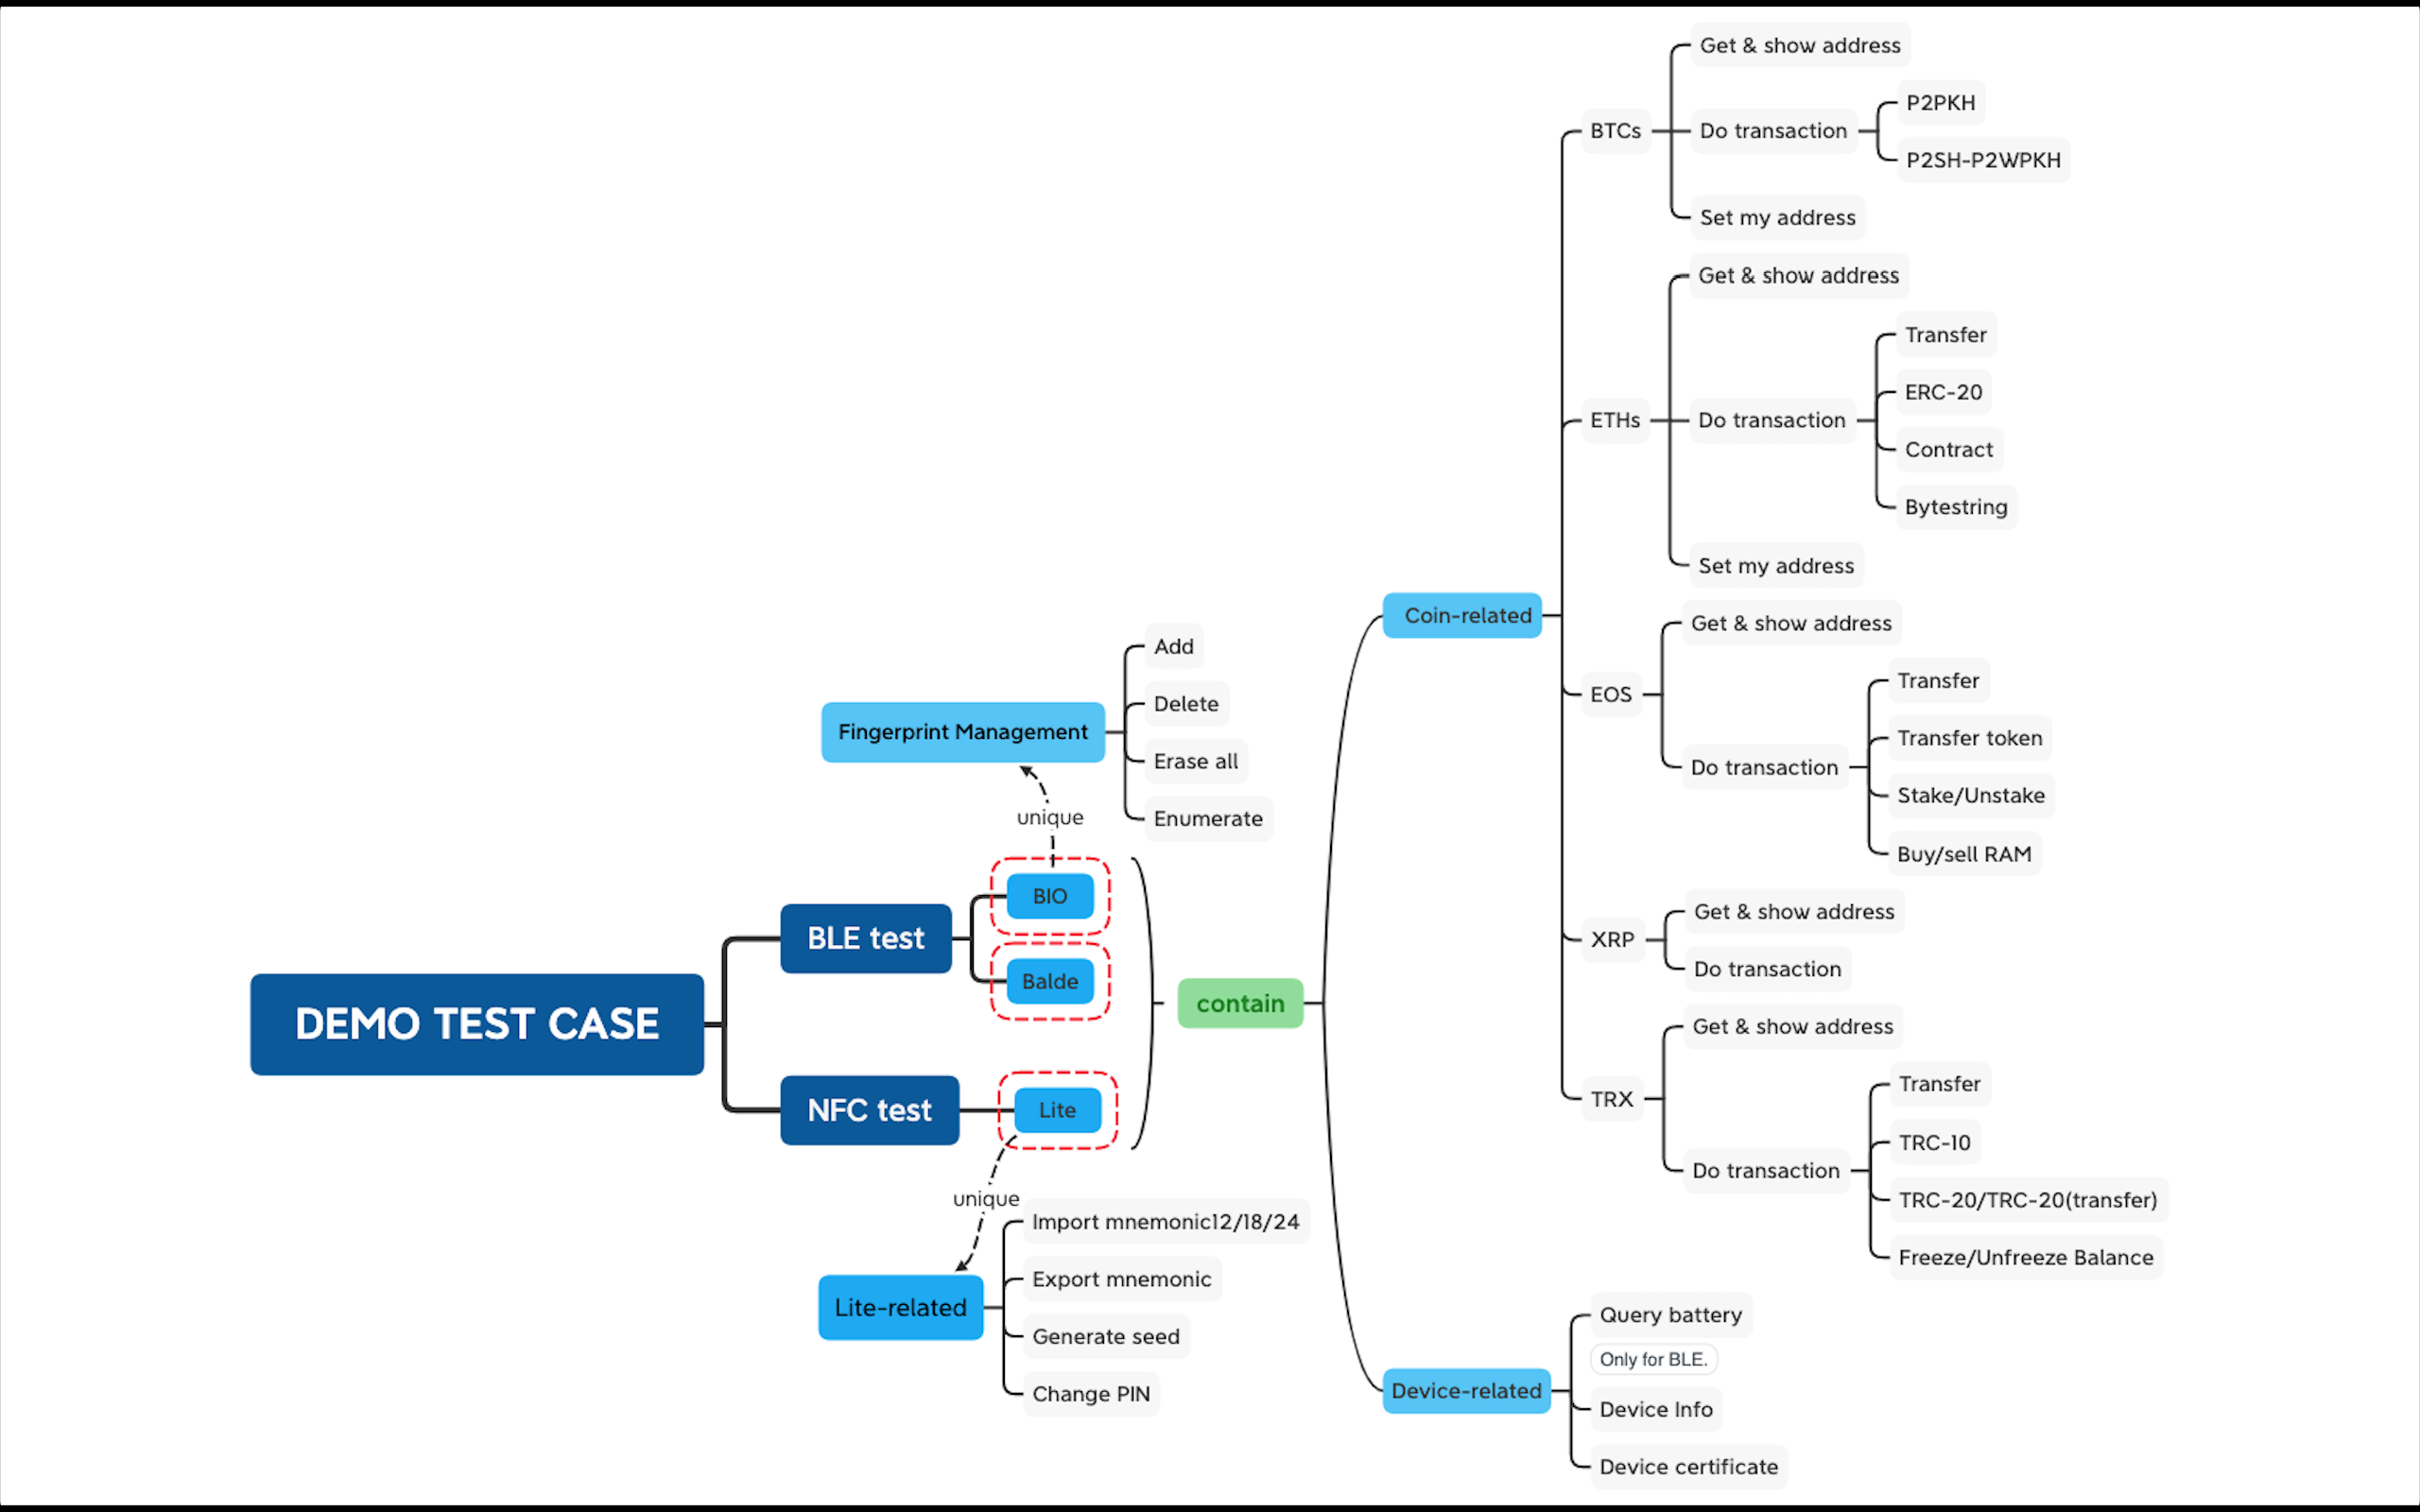 DEMO TEST CASE
BLE test
BIO
unique
Fingerprint Management
Add
Delete
Erase all
Enumerate
Balde
NFC test
Lite
unique
Lite-related
Import mnemonic12/18/24
Export mnemonic
Generate seed
Change PIN
contain
Coin-related
BTCs
Get & show address
Do transaction
P2PKH
P2SH-P2WPKH
Set my address
ETHs
Get & show address
Do transaction
Transfer
ERC-20
Contract
Bytestring
Set my address
EOS
Get & show address
Do transaction
Transfer
Transfer token
Stake/Unstake
Buy/sell RAM
XRP
Get & show address
Do transaction
TRX
Get & show address
Do transaction
Transfer
TRC-10
TRC-20/TRC-20(transfer)
Freeze/Unfreeze Balance
Device-related
Query battery
Only for BLE.
Device Info
Device certificate